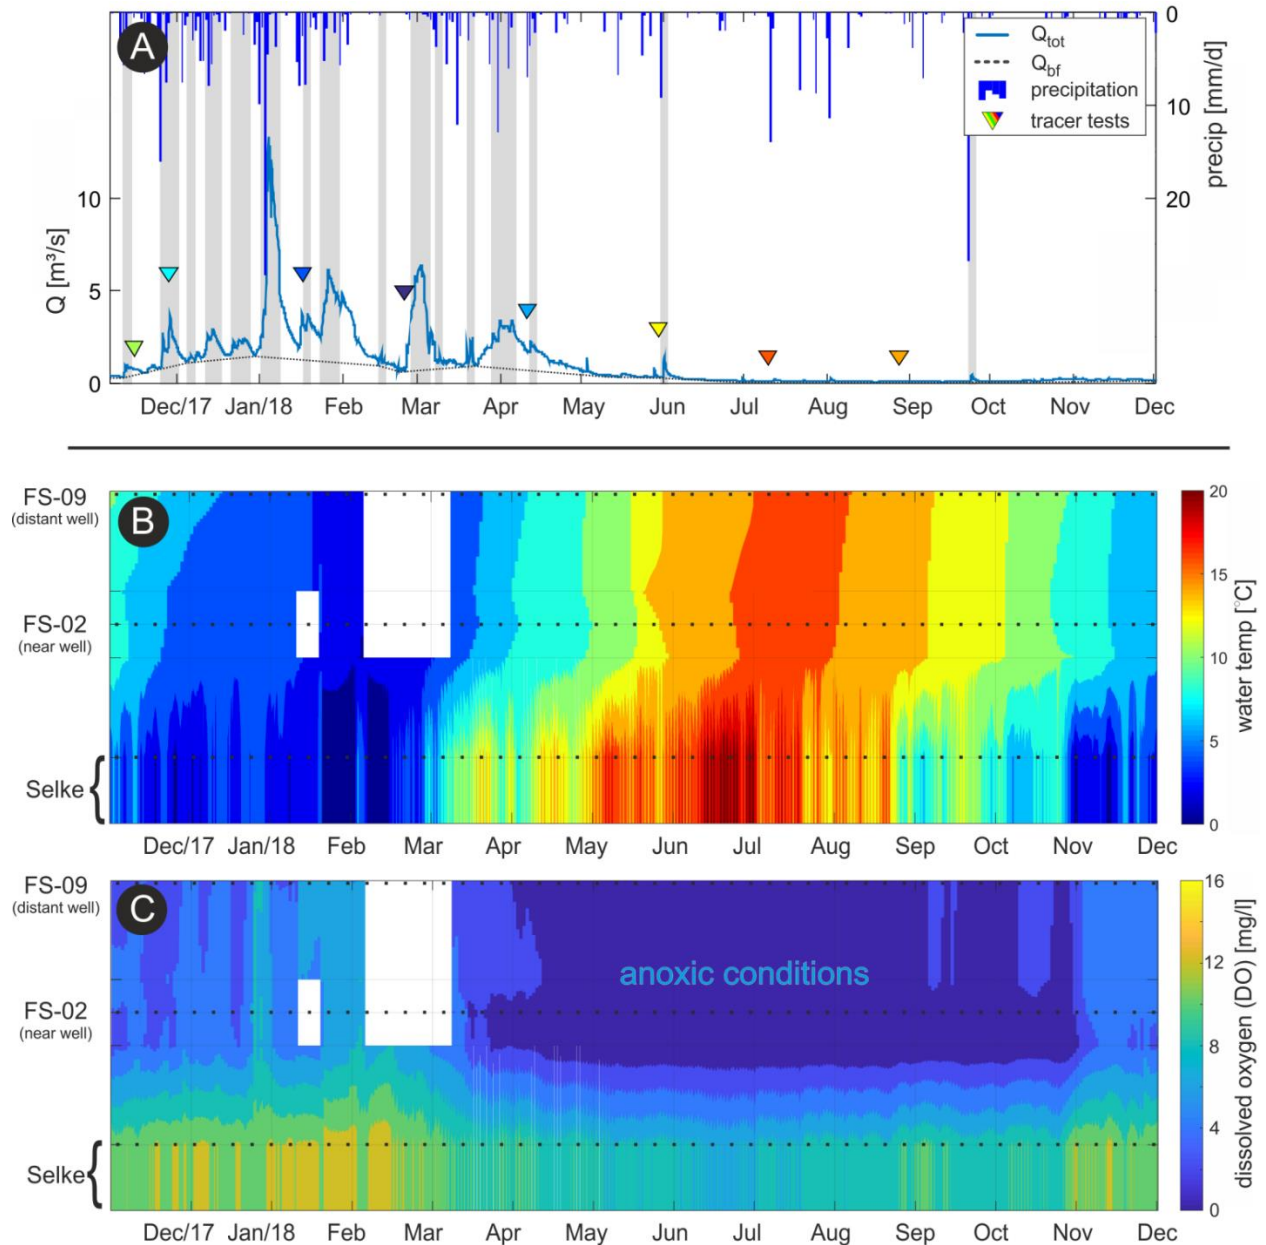 A
Q_tot
Q_bf
precipitation
tracer tests
0
10
20
precip [mm/d]
10
5
0
Q [m³/s]
Dec/17 Jan/18 Feb Mar Apr May Jun Jul Aug Sep Oct Nov Dec
B
FS-09
(distant well)
FS-02
(near well)
Selke {
20
15
10
5
0
water temp [°C]
Dec/17 Jan/18 Feb Mar Apr May Jun Jul Aug Sep Oct Nov Dec
C
FS-09
(distant well)
anoxic conditions
FS-02
(near well)
Selke {
16
12
8
4
0
dissolved oxygen (DO) [mg/l]
Dec/17 Jan/18 Feb Mar Apr May Jun Jul Aug Sep Oct Nov Dec